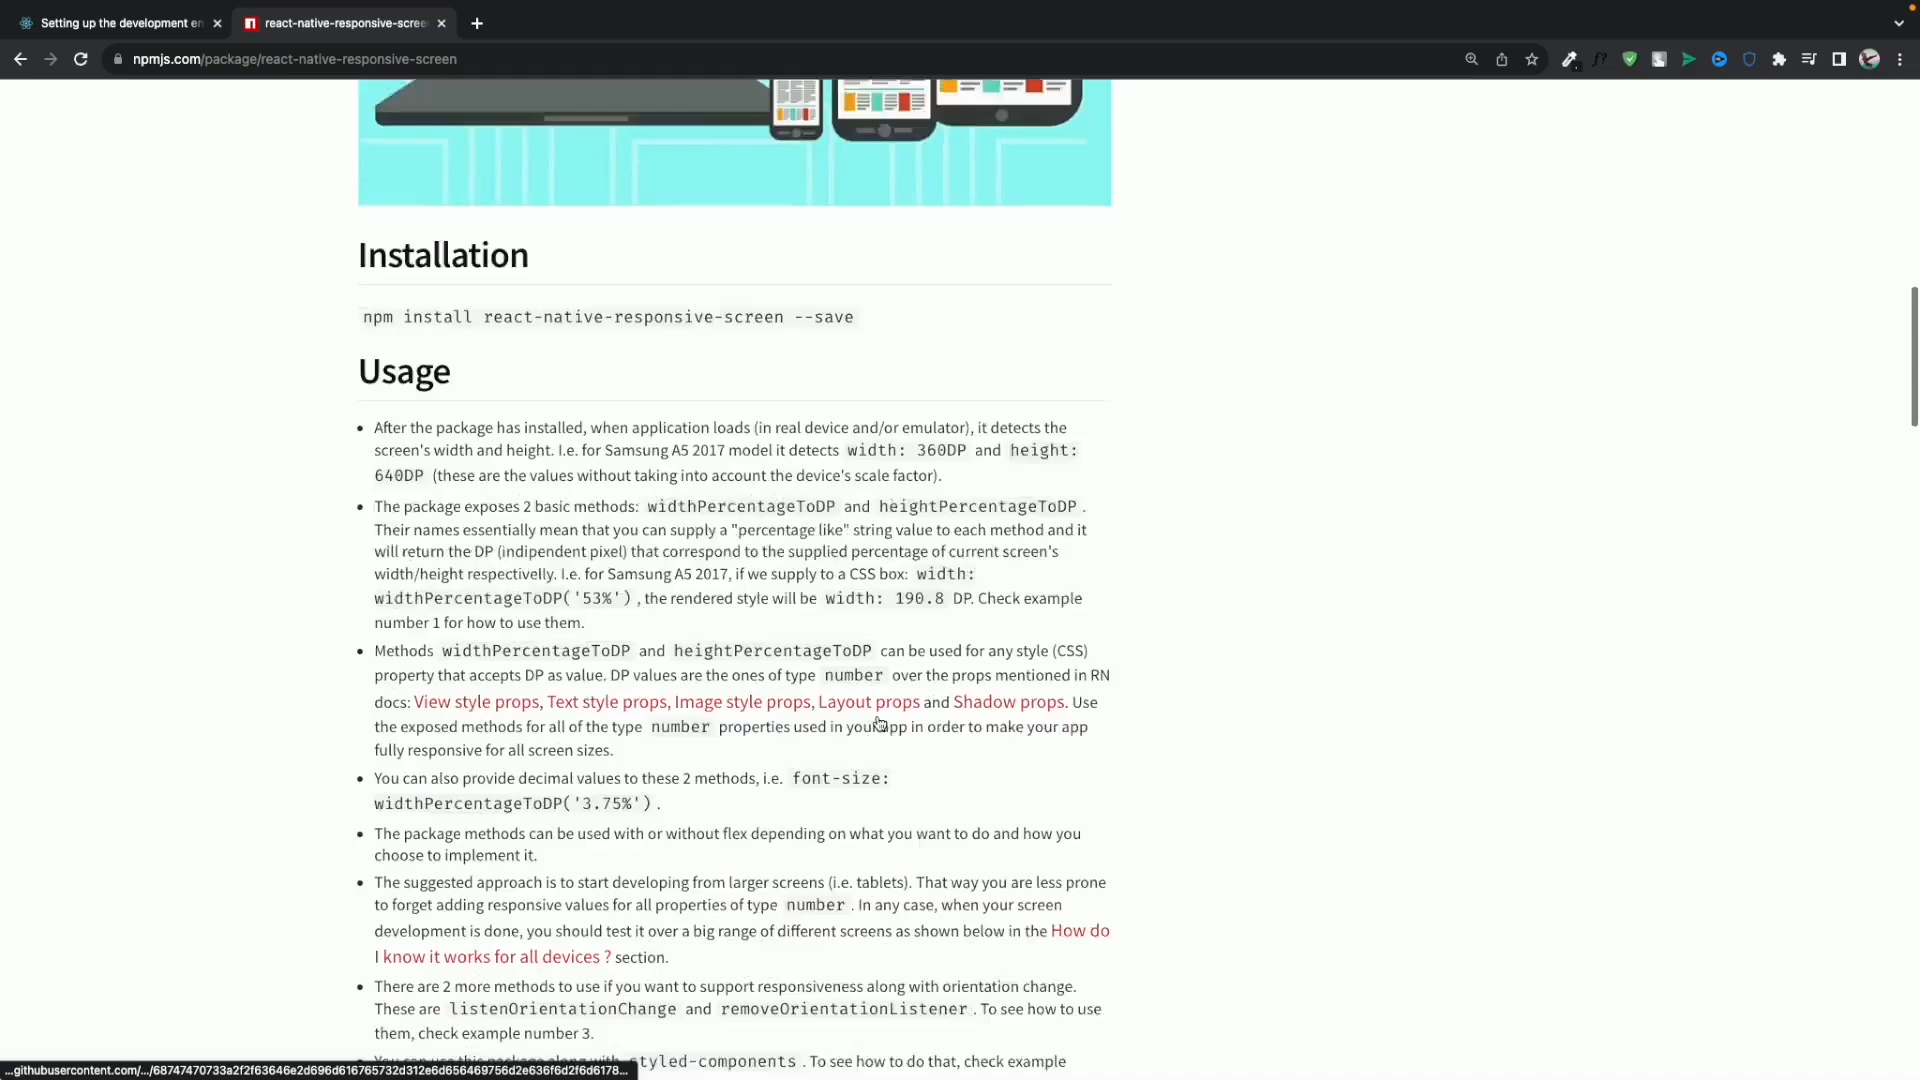 Setting up the development en
react-native-responsive-scree
npmjs.com/package/react-native-responsive-screen
Installation
npm install react-native-responsive-screen --save
Usage
After the package has installed, when application loads (in real device and/or emulator), it detects the
screen's width and height. I.e. for Samsung A5 2017 model it detects width: 360DP and height:
640DP (these are the values without taking into account the device's scale factor).
The package exposes 2 basic methods: widthPercentageToDP and heightPercentageToDP.
Their names essentially mean that you can supply a "percentage like" string value to each method and it
will return the DP (indipendent pixel) that correspond to the supplied percentage of current screen's
width/height respectivelly. I.e. for Samsung A5 2017, if we supply to a CSS box: width:
widthPercentageToDP('53%'), the rendered style will be width: 190.8 DP. Check example
number 1 for how to use them.
Methods widthPercentageToDP and heightPercentageToDP can be used for any style (CSS)
property that accepts DP as value. DP values are the ones of type number over the props mentioned in RN
docs: View style props, Text style props, Image style props, Layout props and Shadow props. Use
the exposed methods for all of the type number properties used in your app in order to make your app
fully responsive for all screen sizes.
You can also provide decimal values to these 2 methods, i.e. font-size:
widthPercentageToDP('3.75%').
The package methods can be used with or without flex depending on what you want to do and how you
choose to implement it.
The suggested approach is to start developing from larger screens (i.e. tablets). That way you are less prone
to forget adding responsive values for all properties of type number. In any case, when your screen
development is done, you should test it over a big range of different screens as shown below in the How do
I know it works for all devices ? section.
There are 2 more methods to use if you want to support responsiveness along with orientation change.
These are listenOrientationChange and removeOrientationListener. To see how to use
them, check example number 3.
You can use this package along with styled-components. To see how to do that, check example
...githubusercontent.com/.../68747470733a2f2f63646e2d696d616765732d312e6d656469756d2e636f6d2f6d6178...